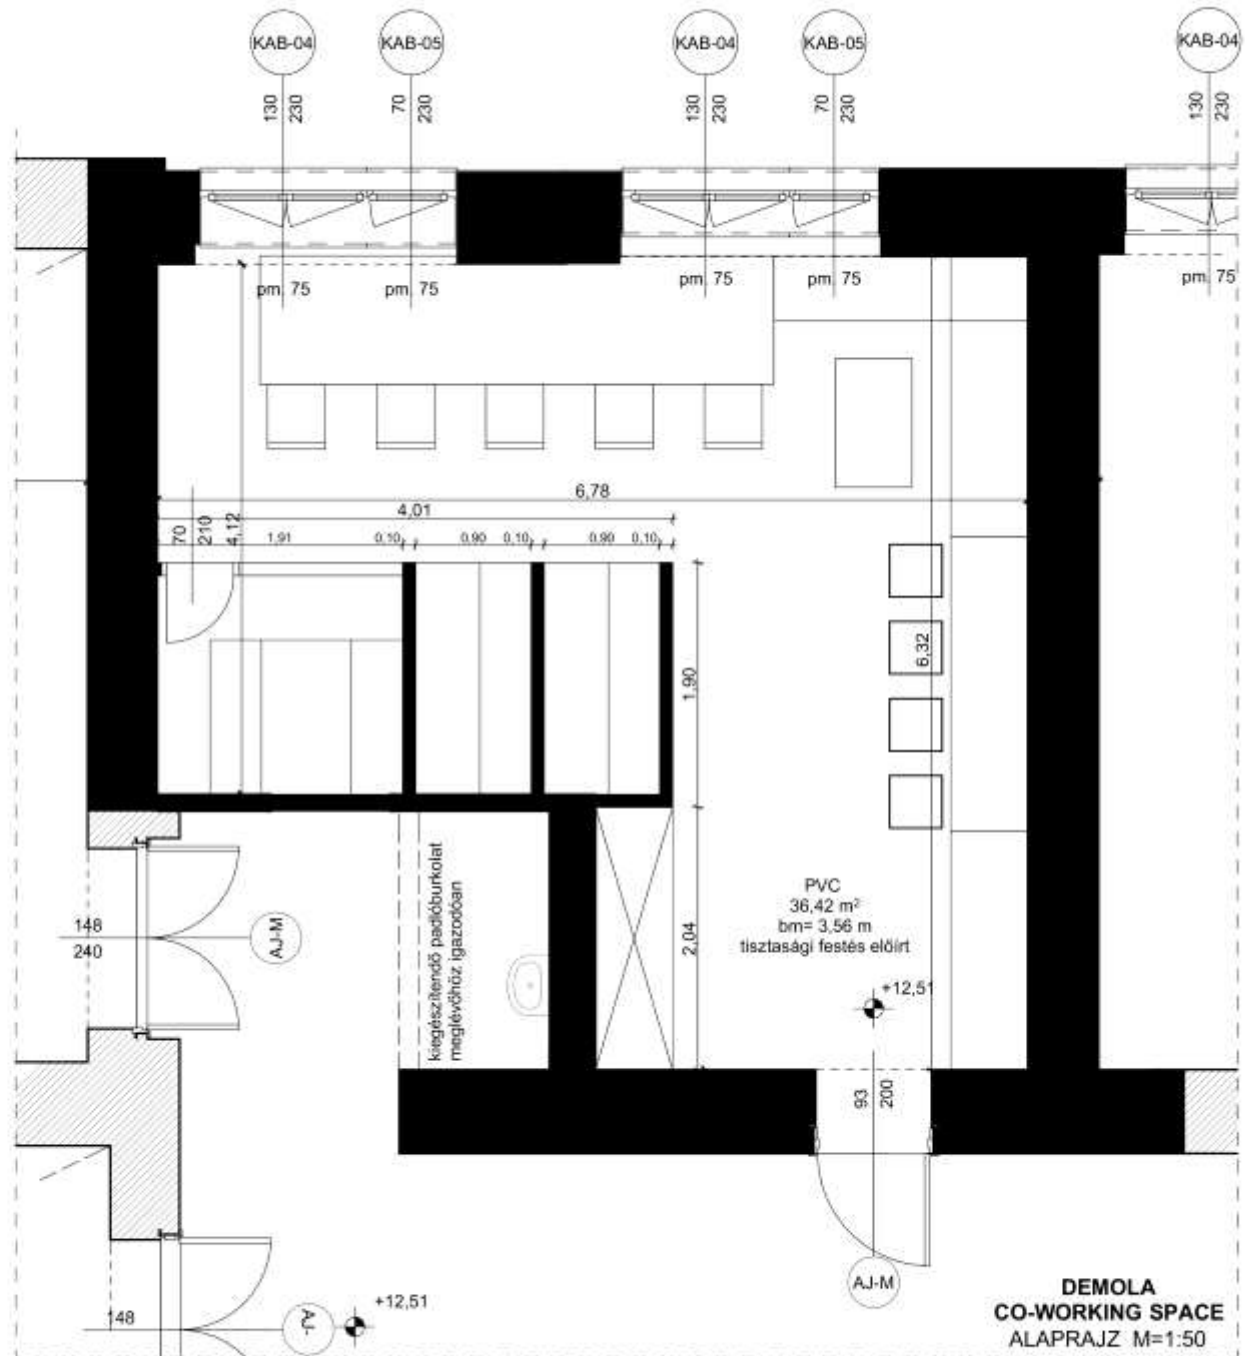 KAB-04
KAB-05
KAB-04
KAB-05
KAB-04
130
230
70
230
130
230
70
230
130
230
pm. 75
pm. 75
pm. 75
pm. 75
pm. 75
6,78
4,01
70
210
4,12
1,91
0,10
0,90
0,10
0,90
0,10
1,90
6,32
kiegészítendő padlóburkolat
meglévőhöz igazodóan
PVC
36,42 m²
bm= 3,56 m
tisztasági festés előírt
148
240
AJ-M
2,04
+12,51
93
200
AJ-M
+12,51
148
AJ-
DEMOLA
CO-WORKING SPACE
ALAPRAJZ M=1:50